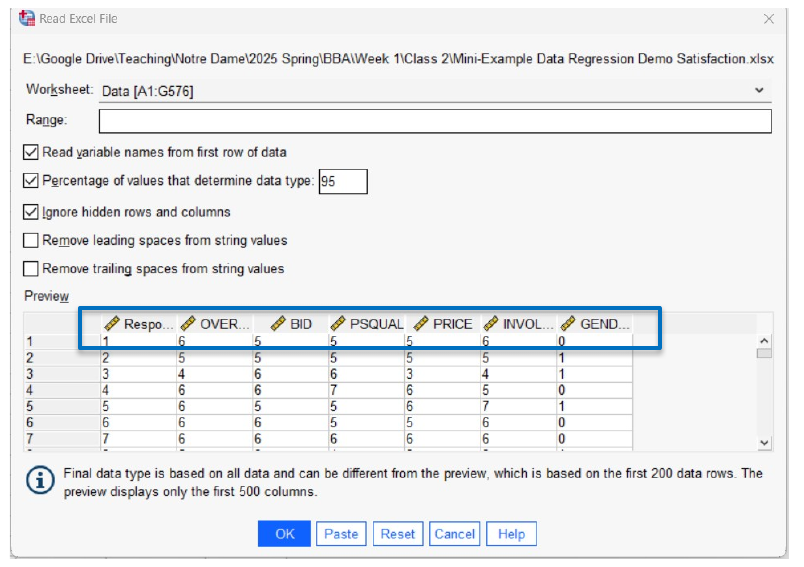 Read Excel File
E:\Google Drive\Teaching\Notre Dame\2025 Spring\BBA\Week 1\Class 2\Mini-Example Data Regression Demo Satisfaction.xlsx
Worksheet: Data [A1:G576]
Range:
Read variable names from first row of data
Percentage of values that determine data type: 95
Ignore hidden rows and columns
Remove leading spaces from string values
Remove trailing spaces from string values
Preview
Respo... OVER... BID PSQUAL PRICE INVOL... GEND...
1 1 6 5 5 5 6 0
2 2 5 5 5 5 5 1
3 3 4 6 6 3 4 1
4 4 6 6 7 6 5 0
5 5 6 5 5 6 7 1
6 6 6 6 5 5 6 0
7 7 6 6 6 6 6 0
Final data type is based on all data and can be different from the preview, which is based on the first 200 data rows. The
preview displays only the first 500 columns.
OK Paste Reset Cancel Help